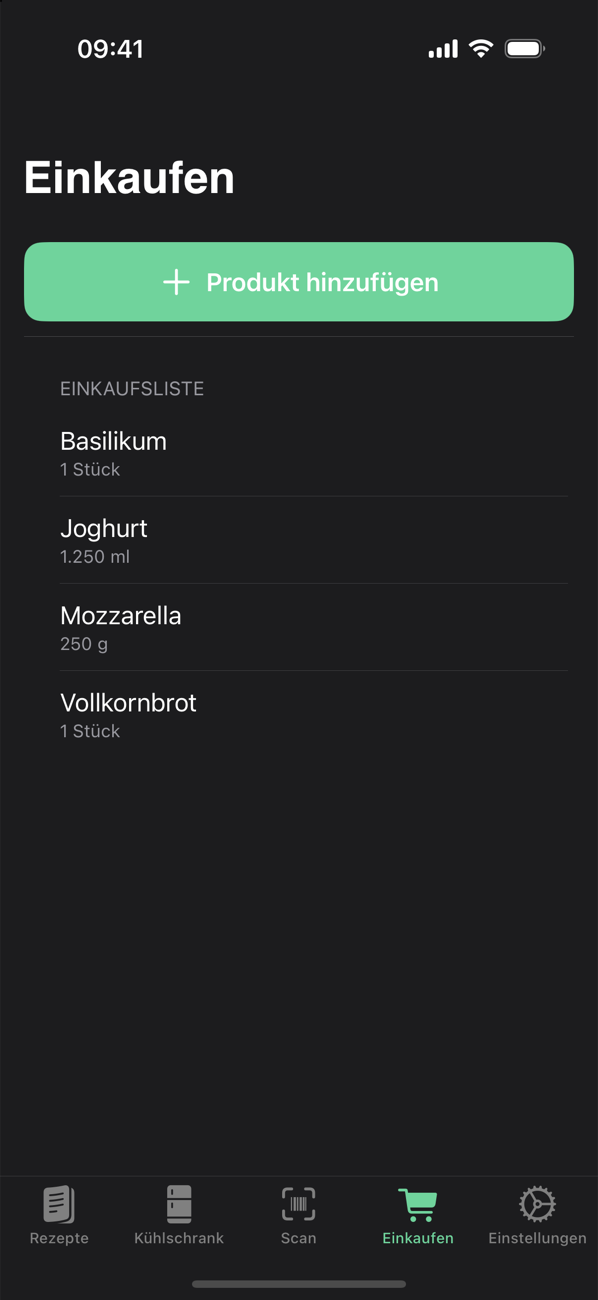 09:41
Einkaufen
Produkt hinzufügen
EINKAUFSLISTE
Basilikum
1 Stück
Joghurt
1.250 ml
Mozzarella
250 g
Vollkornbrot
1 Stück
Rezepte Kühlschrank Scan Einkaufen Einstellungen